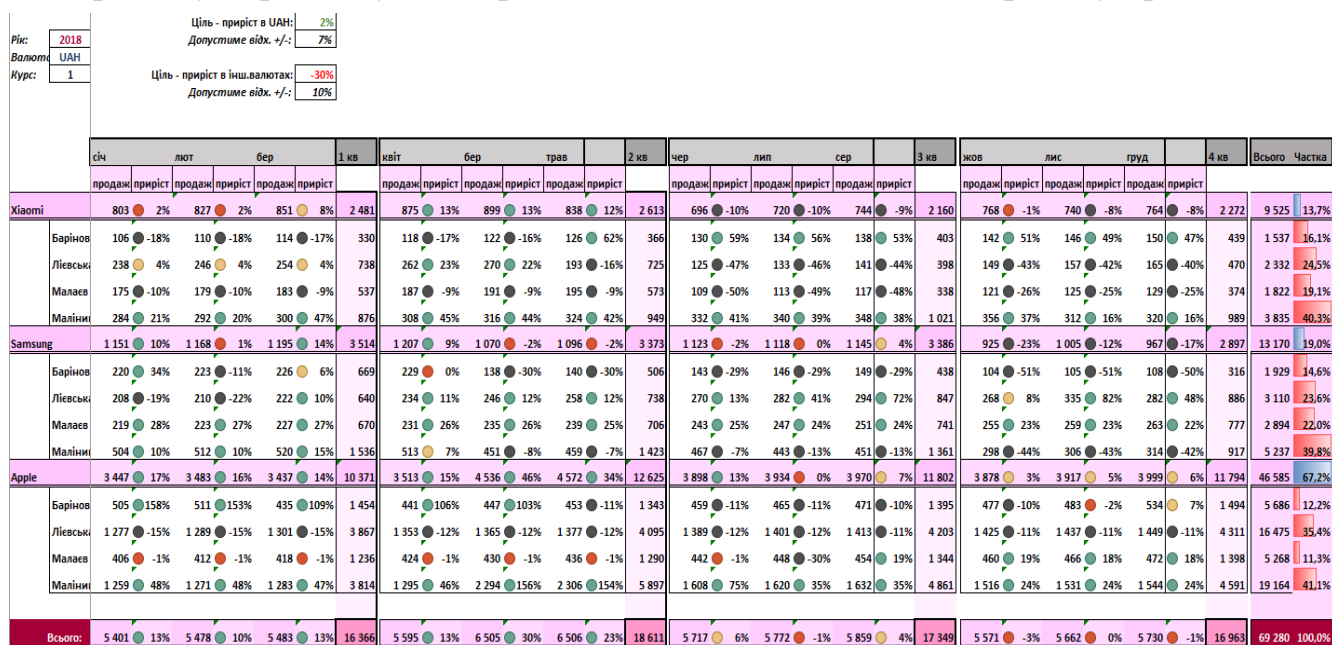 Ціль - приріст в UAH: 2%
Рік: 2018 Допустиме відх. +/-: 7%
Валюта UAH
Курс: 1 Ціль - приріст в інш.валютах: -30%
Допустиме відх. +/-: 10%
січ лют бер 1 кв квіт бер трав 2 кв чер лип сер 3 кв жов лис груд 4 кв Всього Частка
продаж приріст продаж приріст продаж приріст продаж приріст продаж приріст продаж приріст продаж приріст продаж приріст продаж приріст продаж приріст продаж приріст продаж приріст
Xiaomi 803 2% 827 2% 851 8% 2 481 875 13% 899 13% 838 12% 2 613 696 -10% 720 -10% 744 -9% 2 160 768 -1% 740 -8% 764 -8% 2 272 9 525 13,7%
Барінов 106 -18% 110 -18% 114 -17% 330 118 -17% 122 -16% 126 62% 366 130 59% 134 56% 138 53% 403 142 51% 146 49% 150 47% 439 1 537 16,1%
Лієвська 238 4% 246 4% 254 4% 738 262 23% 270 22% 193 -16% 725 125 -47% 133 -46% 141 -44% 398 149 -43% 157 -42% 165 -40% 470 2 332 24,5%
Малаєв 175 -10% 179 -10% 183 -9% 537 187 -9% 191 -9% 195 -9% 573 109 -50% 113 -49% 117 -48% 338 121 -26% 125 -25% 129 -25% 374 1 822 19,1%
Малини 284 21% 292 20% 300 47% 876 308 45% 316 44% 324 42% 949 332 41% 340 39% 348 38% 1 021 356 37% 312 16% 320 16% 989 3 835 40,3%
Samsung 1 151 10% 1 168 1% 1 195 14% 3 514 1 207 9% 1 070 -2% 1 096 -2% 3 373 1 123 -2% 1 118 0% 1 145 4% 3 386 925 -23% 1 005 -12% 967 -17% 2 897 13 170 19,0%
Барінов 220 34% 223 -11% 226 6% 669 229 0% 138 -30% 140 -30% 506 143 -29% 146 -29% 149 -29% 438 104 -51% 105 -51% 108 -50% 316 1 929 14,6%
Лієвська 208 -19% 210 -22% 222 10% 640 234 11% 246 12% 258 12% 738 270 13% 282 41% 294 72% 847 268 8% 335 82% 282 48% 886 3 110 23,6%
Малаєв 219 28% 223 27% 227 27% 670 231 26% 235 26% 239 25% 706 243 25% 247 24% 251 24% 741 255 23% 259 23% 263 22% 777 2 894 22,0%
Малини 504 10% 512 10% 520 15% 1 536 513 7% 451 -8% 459 -7% 1 423 467 -7% 443 -13% 451 -13% 1 361 298 -44% 306 -43% 314 -42% 917 5 237 39,8%
Apple 3 447 17% 3 483 16% 3 437 14% 10 371 3 513 15% 4 536 46% 4 572 34% 12 625 3 898 13% 3 934 0% 3 970 7% 11 802 3 878 3% 3 917 5% 3 999 6% 11 794 46 585 67,2%
Барінов 505 158% 511 153% 435 109% 1 454 441 106% 447 103% 453 -11% 1 343 459 -11% 465 -11% 471 -10% 1 395 477 -10% 483 -2% 534 7% 1 494 5 686 12,2%
Лієвська 1 277 -15% 1 289 -15% 1 301 -15% 3 867 1 353 -12% 1 365 -12% 1 377 -12% 4 095 1 389 -12% 1 401 -12% 1 413 -11% 4 203 1 425 -11% 1 437 -11% 1 449 -11% 4 311 16 475 35,4%
Малаєв 406 -1% 412 -1% 418 -1% 1 236 424 -1% 430 -1% 436 -1% 1 290 442 -1% 448 -30% 454 19% 1 344 460 19% 466 18% 472 18% 1 398 5 268 11,3%
Малини 1 259 48% 1 271 48% 1 283 47% 3 814 1 295 46% 2 294 156% 2 306 154% 5 897 1 608 75% 1 620 35% 1 632 35% 4 861 1 516 24% 1 531 24% 1 544 24% 4 591 19 164 41,1%
Всього: 5 401 13% 5 478 10% 5 483 13% 16 366 5 595 13% 6 505 30% 6 506 23% 18 611 5 717 6% 5 772 -1% 5 859 4% 17 349 5 571 -3% 5 662 0% 5 730 -1% 16 963 69 280 100,0%